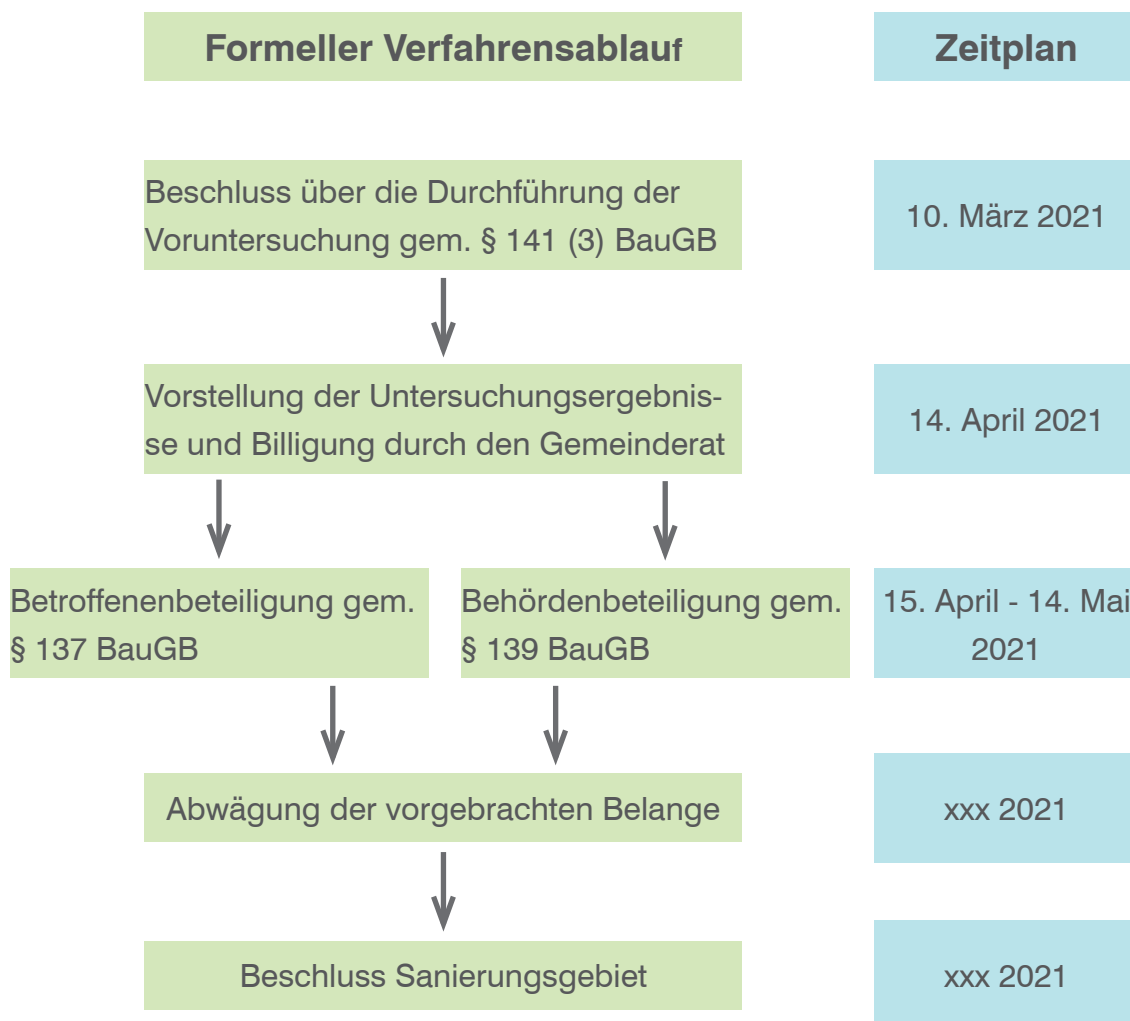 Formeller Verfahrensablauf
Zeitplan
Beschluss über die Durchführung der
Voruntersuchung gem. § 141 (3) BauGB
10. März 2021
Vorstellung der Untersuchungsergebnis-
se und Billigung durch den Gemeinderat
14. April 2021
Betroffenenbeteiligung gem.
§ 137 BauGB
Behördenbeteiligung gem.
§ 139 BauGB
15. April - 14. Mai
2021
Abwägung der vorgebrachten Belange
xxx 2021
Beschluss Sanierungsgebiet
xxx 2021